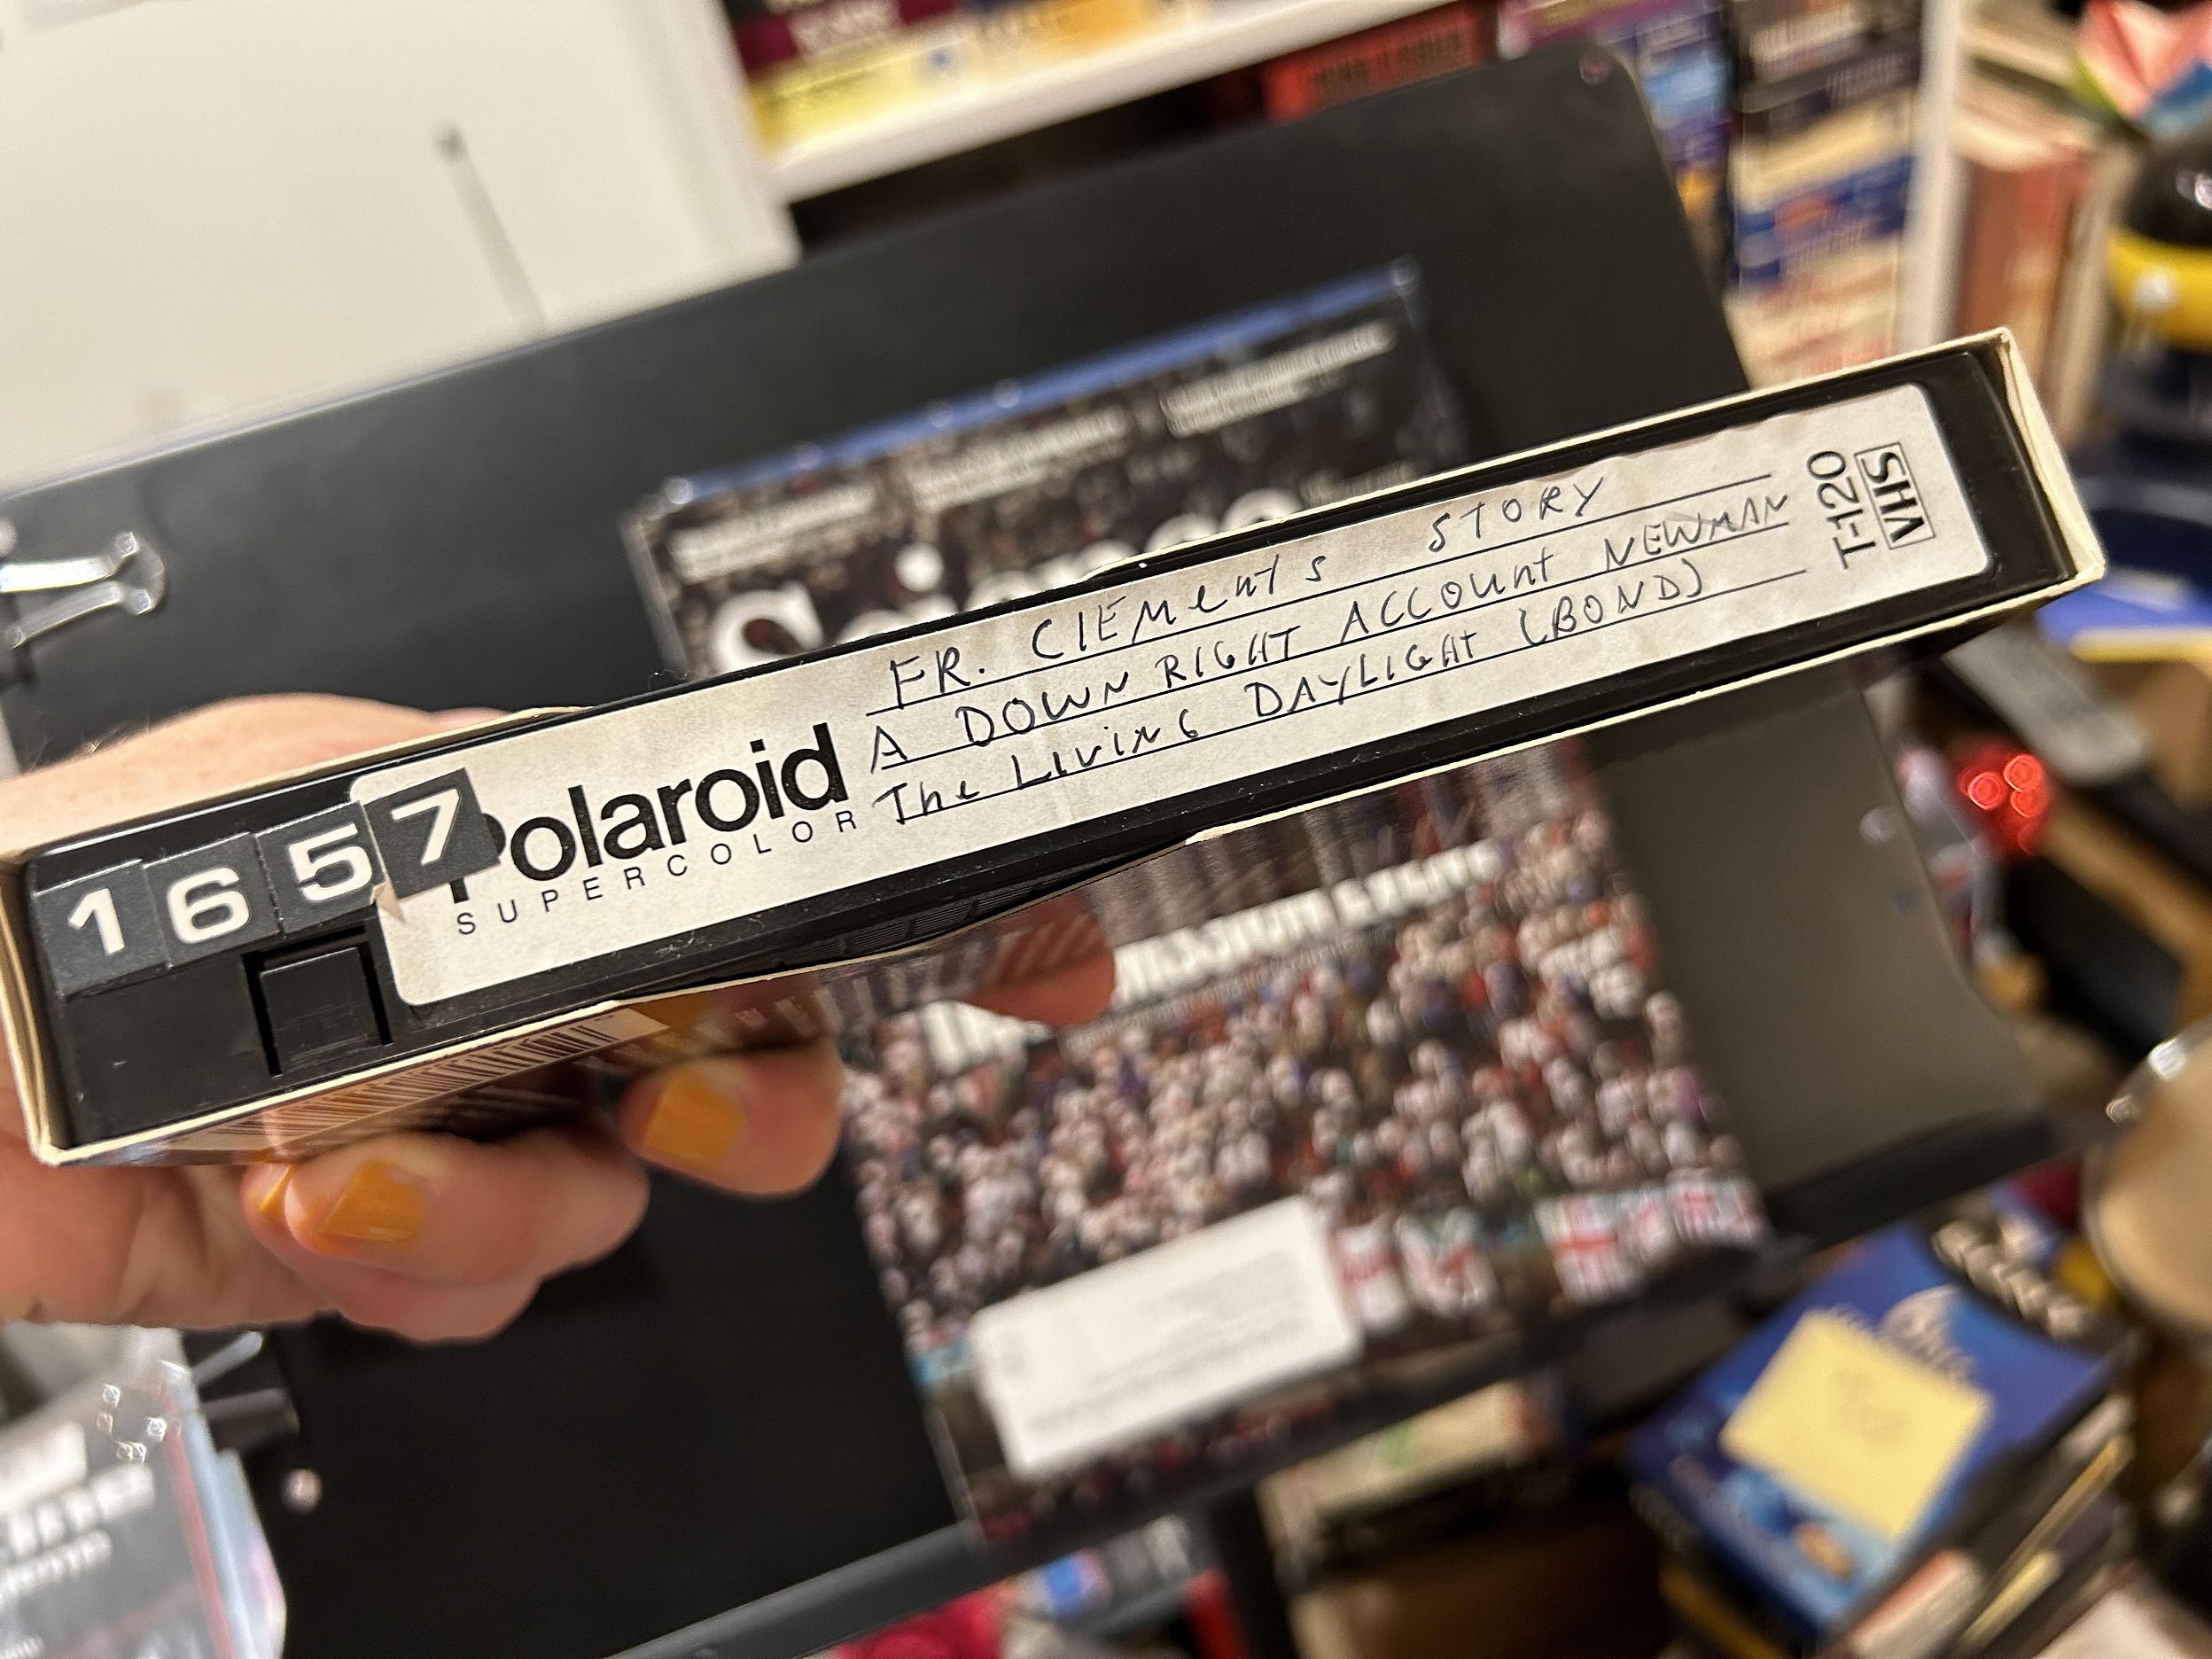 FR. ClEMent's STORY
A DOWN RIGHT ACCOUnt NEWMAN
The LiviNG DAYLIGHT (BOND)
1657
Polaroid
SUPERCOLOR
T-120
VHS